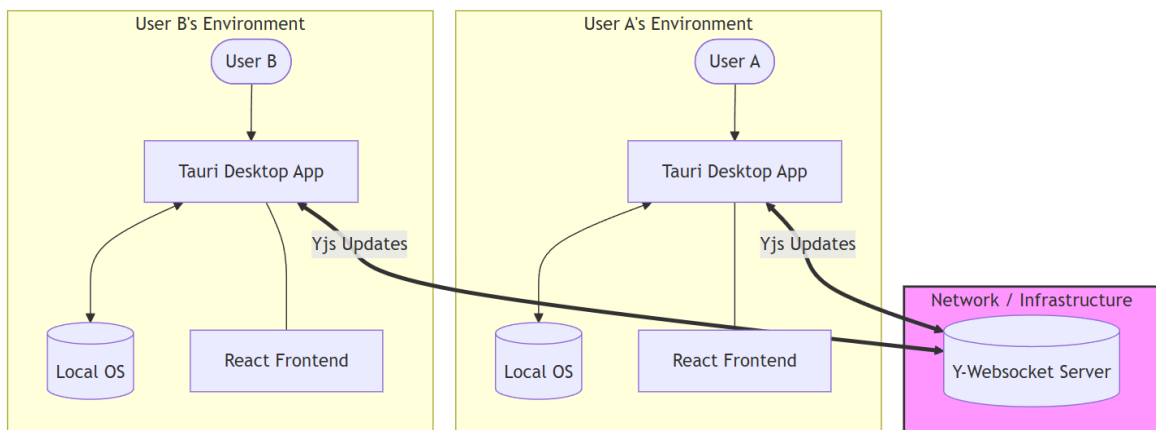 User B's Environment
User B
Tauri Desktop App
Yjs Updates
Local OS
React Frontend
User A's Environment
User A
Tauri Desktop App
Yjs Updates
Local OS
React Frontend
Network / Infrastructure
Y-Websocket Server